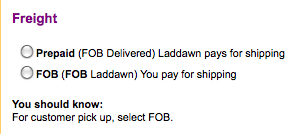 Freight
Prepaid (FOB Delivered) Laddawn pays for shipping
FOB (FOB Laddawn) You pay for shipping
You should know:
For customer pick up, select FOB.